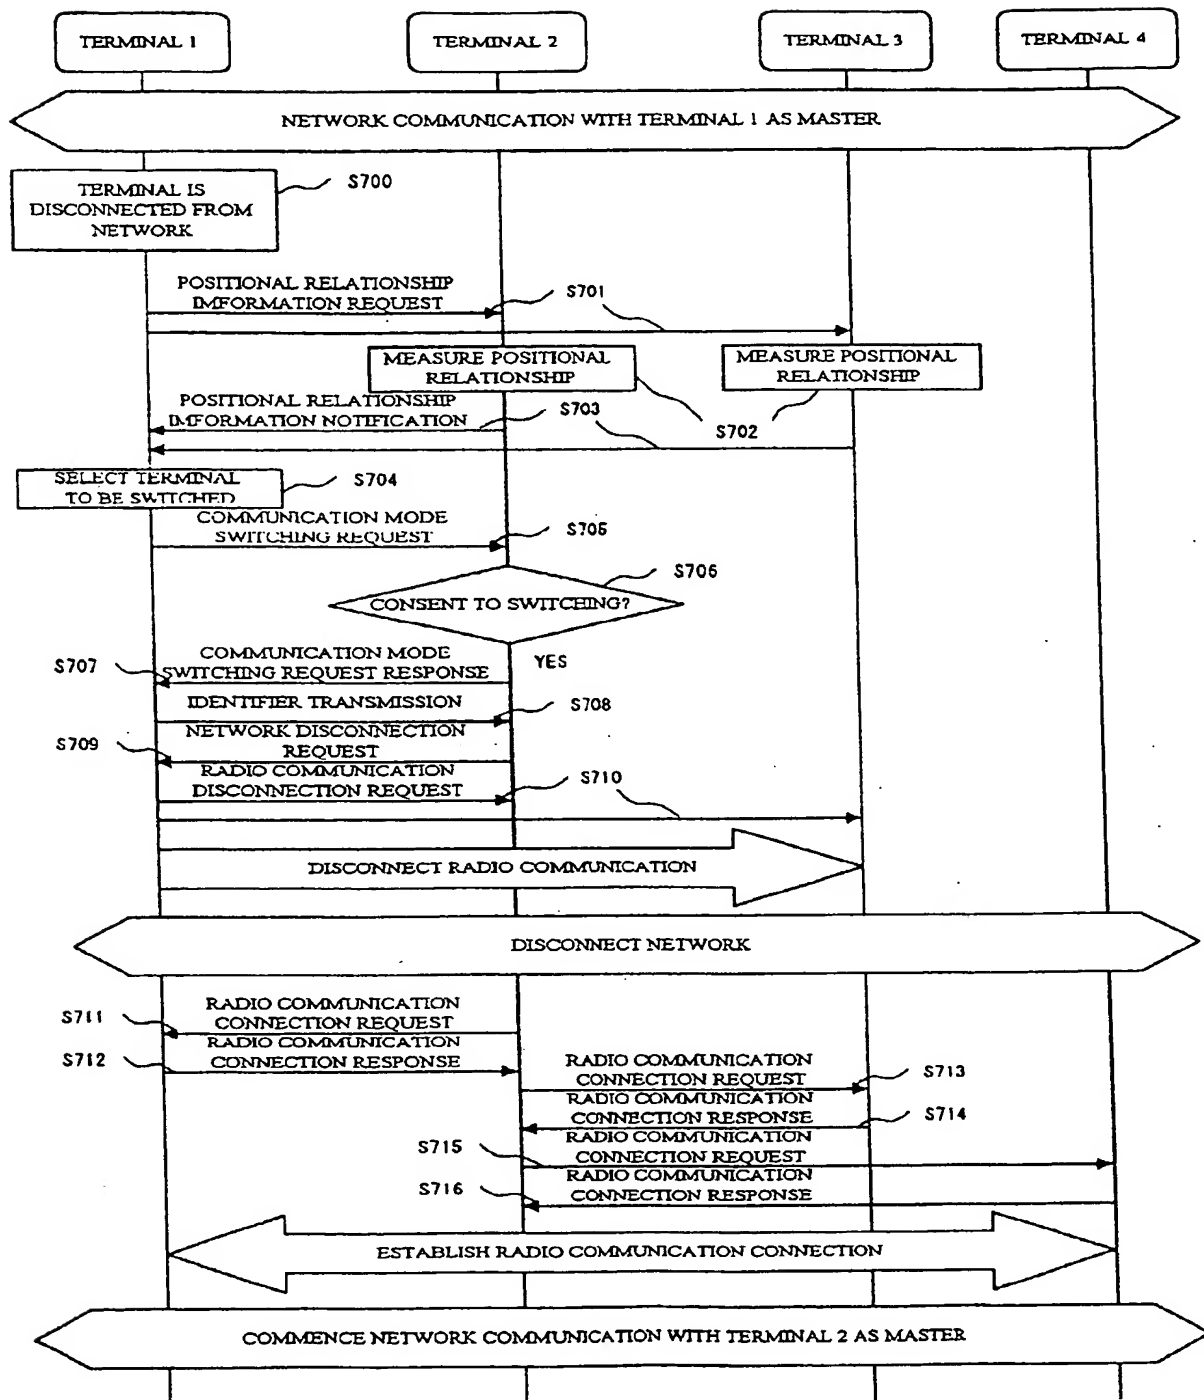 TERMINAL 1
TERMINAL 2
TERMINAL 3
TERMINAL 4
NETWORK COMMUNICATION WITH TERMINAL 1 AS MASTER
TERMINAL IS
DISCONNECTED FROM
NETWORK
S700
POSITIONAL RELATIONSHIP
IMFORMATION REQUEST
S701
MEASURE POSITIONAL
RELATIONSHIP
MEASURE POSITIONAL
RELATIONSHIP
S702
POSITIONAL RELATIONSHIP
IMFORMATION NOTIFICATION
S703
SELECT TERMINAL
TO BE SWITCHED
S704
COMMUNICATION MODE
SWITCHING REQUEST
S705
S706
CONSENT TO SWITCHING?
YES
S707
COMMUNICATION MODE
SWITCHING REQUEST RESPONSE
IDENTIFIER TRANSMISSION
S708
S709
NETWORK DISCONNECTION
REQUEST
RADIO COMMUNICATION
DISCONNECTION REQUEST
S710
DISCONNECT RADIO COMMUNICATION
DISCONNECT NETWORK
S711
RADIO COMMUNICATION
CONNECTION REQUEST
S712
RADIO COMMUNICATION
CONNECTION RESPONSE
RADIO COMMUNICATION
CONNECTION REQUEST
S713
RADIO COMMUNICATION
CONNECTION RESPONSE
S714
S715
RADIO COMMUNICATION
CONNECTION REQUEST
S716
RADIO COMMUNICATION
CONNECTION RESPONSE
ESTABLISH RADIO COMMUNICATION CONNECTION
COMMENCE NETWORK COMMUNICATION WITH TERMINAL 2 AS MASTER